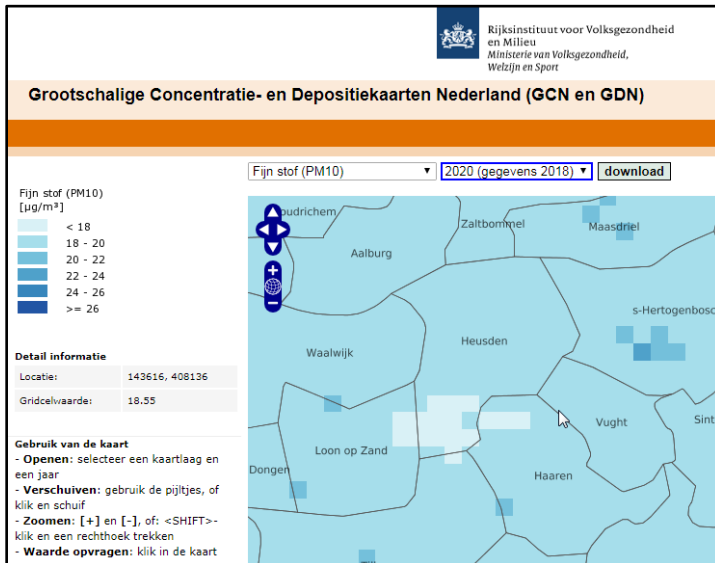 Rijksinstituut voor Volksgezondheid
en Milieu
Ministerie van Volksgezondheid,
Welzijn en Sport
Grootschalige Concentratie- en Depositiekaarten Nederland (GCN en GDN)
Fijn stof (PM10)
2020 (gegevens 2018)
download
Fijn stof (PM10)
[µg/m³]
< 18
18 - 20
20 - 22
22 - 24
24 - 26
>= 26
Detail informatie
Locatie: 143616, 408136
Gridcelwaarde: 18.55
Gebruik van de kaart
- Openen: selecteer een kaartlaag en
een jaar
- Verschuiven: gebruik de pijltjes, of
klik en schuif
- Zoomen: [+] en [-], of: <SHIFT>-
klik en een rechthoek trekken
- Waarde opvragen: klik in de kaart
oudrichem
Zaltbommel
Maasdriel
Aalburg
s-Hertogenbosc
Heusden
Waalwijk
Vught
Sint
Loon op Zand
Dongen
Haaren